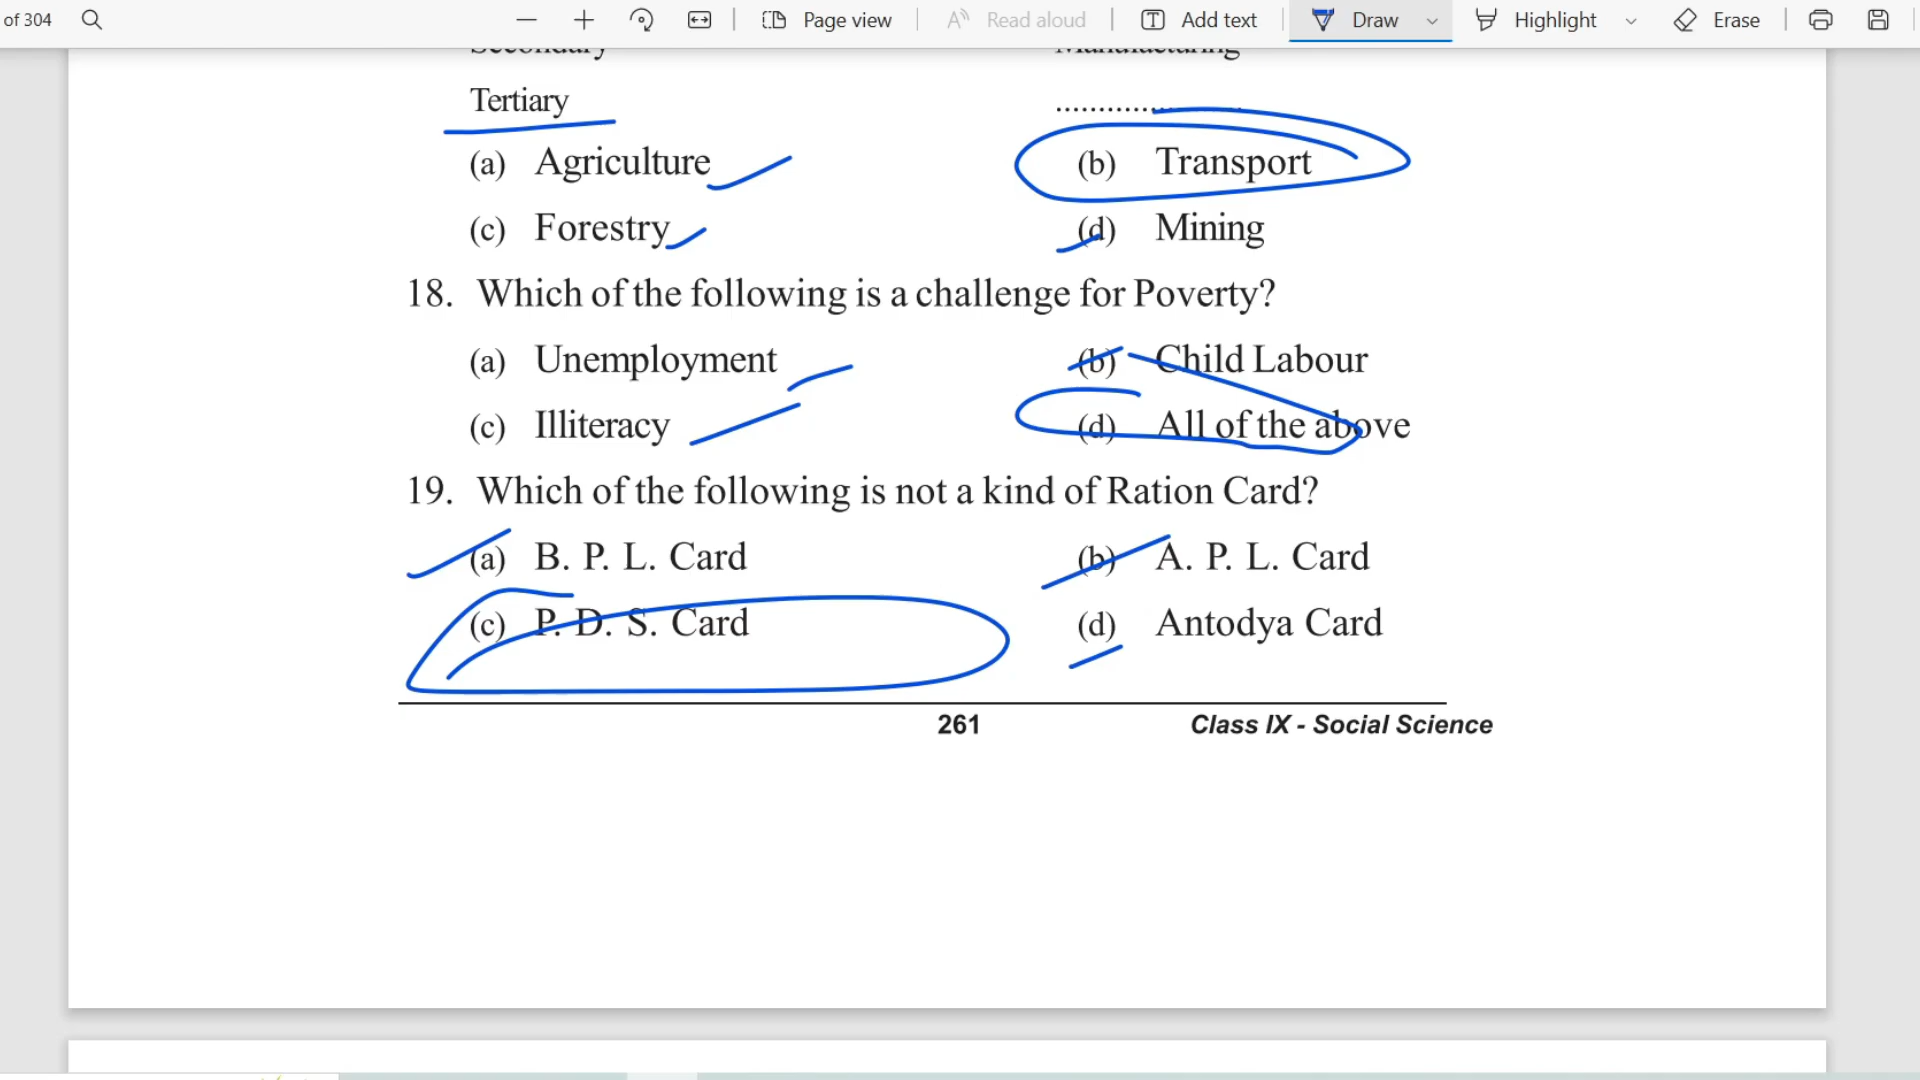 of 304 Page view Read aloud Add text Draw Highlight Erase
Secondary Manufacturing
Tertiary ......................
(a) Agriculture (b) Transport
(c) Forestry (d) Mining
18. Which of the following is a challenge for Poverty?
(a) Unemployment (b) Child Labour
(c) Illiteracy (d) All of the above
19. Which of the following is not a kind of Ration Card?
(a) B. P. L. Card (b) A. P. L. Card
(c) P. D. S. Card (d) Antodya Card
261 Class IX - Social Science